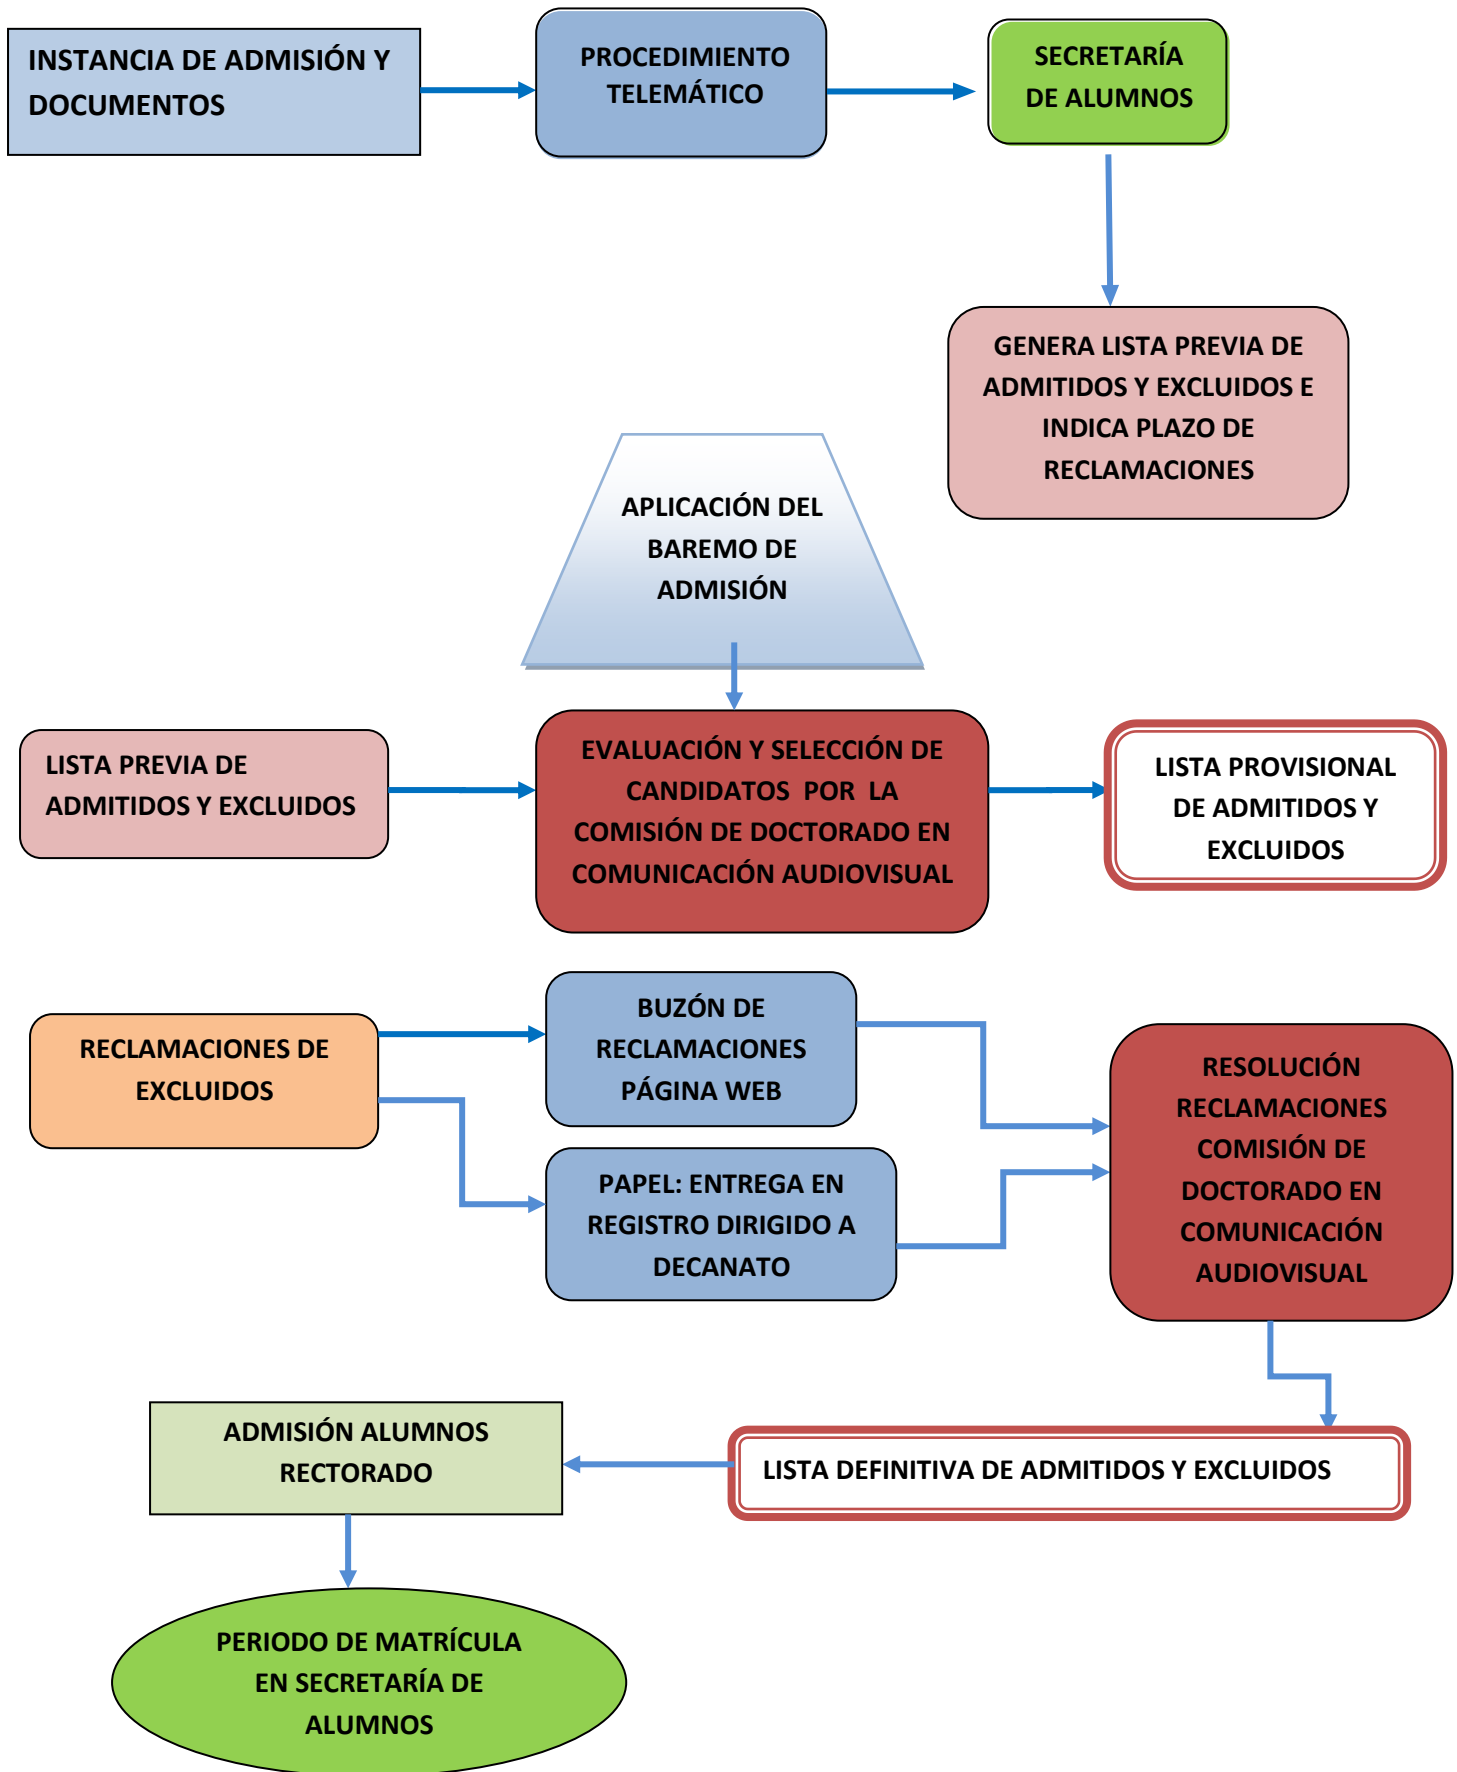 INSTANCIA DE ADMISIÓN Y
DOCUMENTOS
PROCEDIMIENTO
TELEMÁTICO
SECRETARÍA
DE ALUMNOS
GENERA LISTA PREVIA DE
ADMITIDOS Y EXCLUIDOS E
INDICA PLAZO DE
RECLAMACIONES
APLICACIÓN DEL
BAREMO DE
ADMISIÓN
LISTA PREVIA DE
ADMITIDOS Y EXCLUIDOS
EVALUACIÓN Y SELECCIÓN DE
CANDIDATOS POR LA
COMISIÓN DE DOCTORADO EN
COMUNICACIÓN AUDIOVISUAL
LISTA PROVISIONAL
DE ADMITIDOS Y
EXCLUIDOS
RECLAMACIONES DE
EXCLUIDOS
BUZÓN DE
RECLAMACIONES
PÁGINA WEB
PAPEL: ENTREGA EN
REGISTRO DIRIGIDO A
DECANATO
RESOLUCIÓN
RECLAMACIONES
COMISIÓN DE
DOCTORADO EN
COMUNICACIÓN
AUDIOVISUAL
LISTA DEFINITIVA DE ADMITIDOS Y EXCLUIDOS
ADMISIÓN ALUMNOS
RECTORADO
PERIODO DE MATRÍCULA
EN SECRETARÍA DE
ALUMNOS